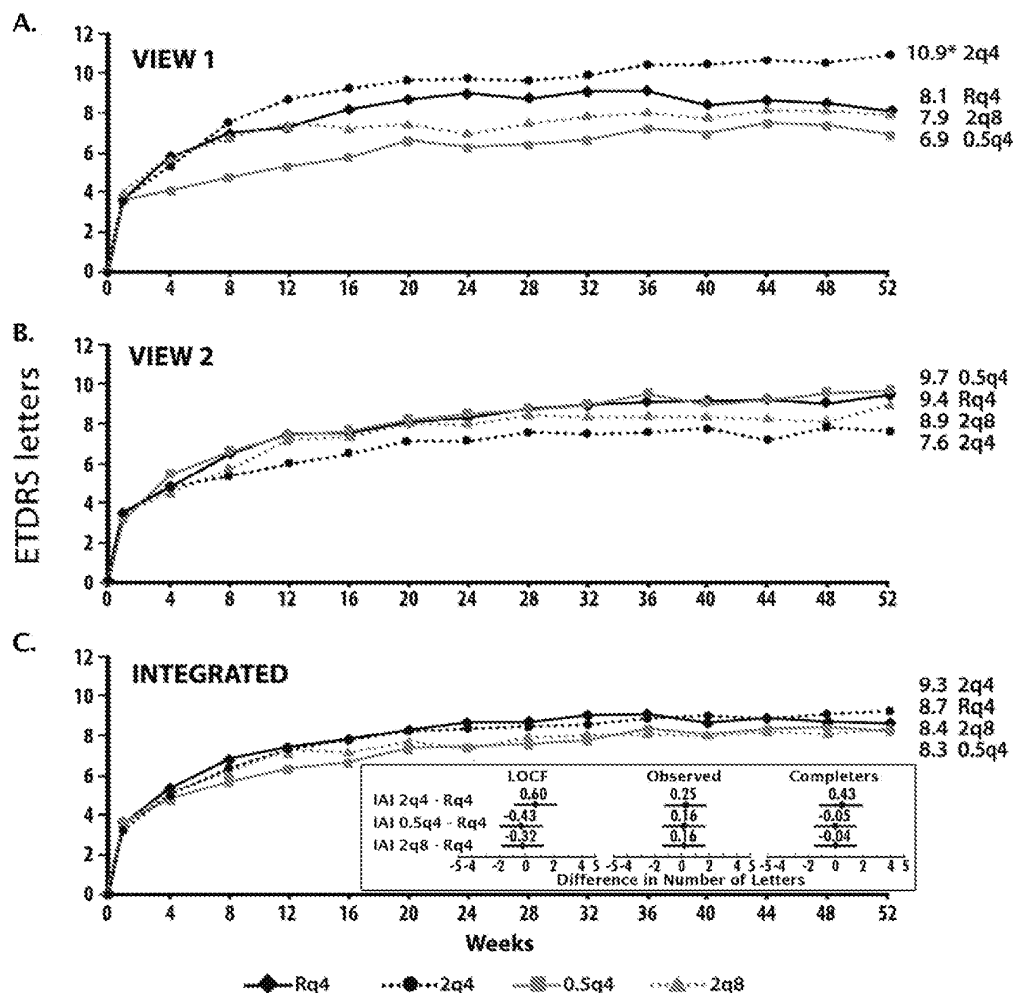 A.
VIEW 1
12
10
8
6
4
2
0
0 4 8 12 16 20 24 28 32 36 40 44 48 52
10.9* 2q4
8.1 Rq4
7.9 2q8
6.9 0.5q4
B.
VIEW 2
12
10
8
6
4
2
0
0 4 8 12 16 20 24 28 32 36 40 44 48 52
9.7 0.5q4
9.4 Rq4
8.9 2q8
7.6 2q4
ETDRS letters
C.
INTEGRATED
12
10
8
6
4
2
0
0 4 8 12 16 20 24 28 32 36 40 44 48 52
9.3 2q4
8.7 Rq4
8.4 2q8
8.3 0.5q4
LOCF Observed Completers
IAI 2q4 - Rq4 0.60 0.25 0.43
IAI 0.5q4 - Rq4 -0.43 0.16 -0.05
IAI 2q8 - Rq4 -0.32 0.16 -0.04
-5-4 -2 0 2 4 5 -5-4 -2 0 2 4 5 -5-4 -2 0 2 4 5
Difference in Number of Letters
Weeks
Rq4 2q4 0.5q4 2q8